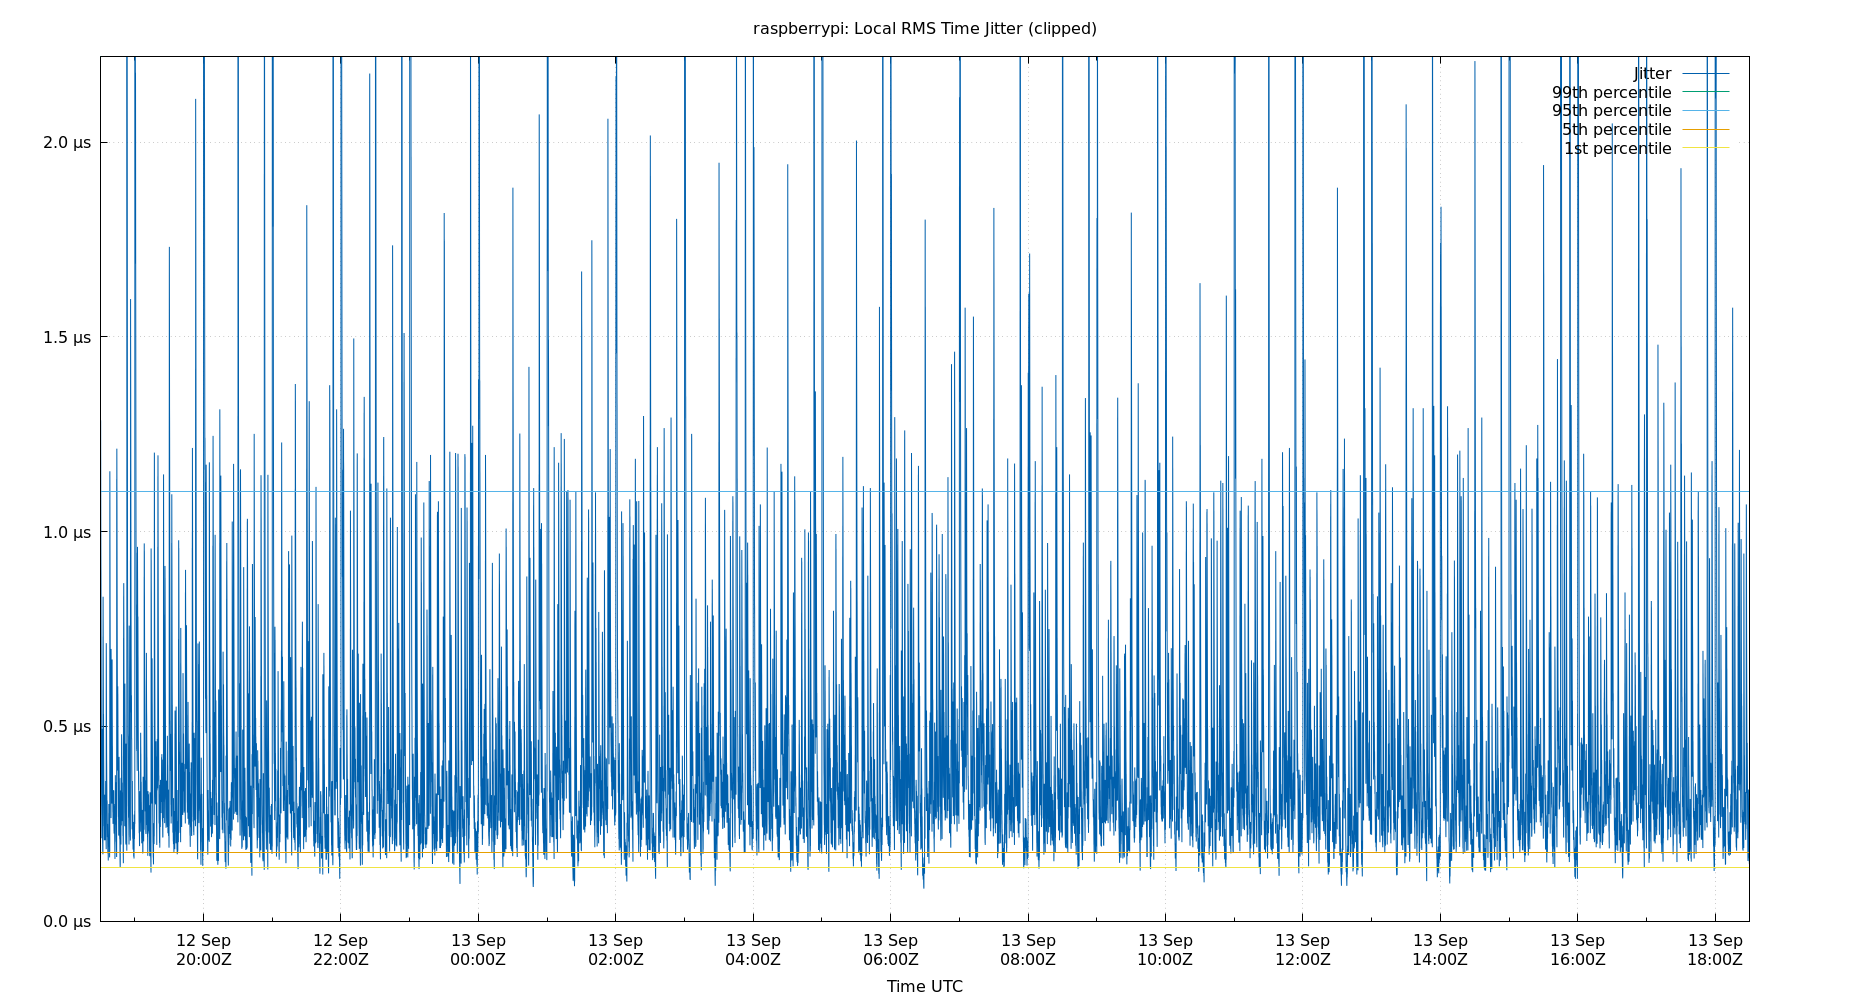 raspberrypi: Local RMS Time Jitter (clipped)
Jitter
99th percentile
95th percentile
5th percentile
1st percentile
2.0 µs
1.5 µs
1.0 µs
0.5 µs
0.0 µs
12 Sep 12 Sep 13 Sep 13 Sep 13 Sep 13 Sep 13 Sep 13 Sep 13 Sep 13 Sep 13 Sep 13 Sep
20:00Z 22:00Z 00:00Z 02:00Z 04:00Z 06:00Z 08:00Z 10:00Z 12:00Z 14:00Z 16:00Z 18:00Z
Time UTC